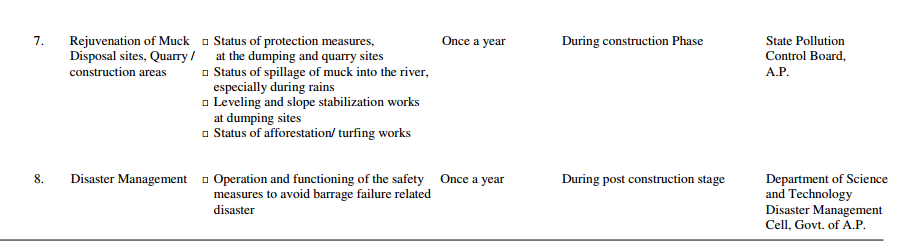 7. Rejuvenation of Muck Disposal sites, Quarry / construction areas
□ Status of protection measures,
at the dumping and quarry sites
□ Status of spillage of muck into the river,
especially during rains
□ Leveling and slope stabilization works
at dumping sites
□ Status of afforestation/ turfing works
Once a year
During construction Phase
State Pollution
Control Board,
A.P.
8. Disaster Management
□ Operation and functioning of the safety
measures to avoid barrage failure related
disaster
Once a year
During post construction stage
Department of Science
and Technology
Disaster Management
Cell, Govt. of A.P.